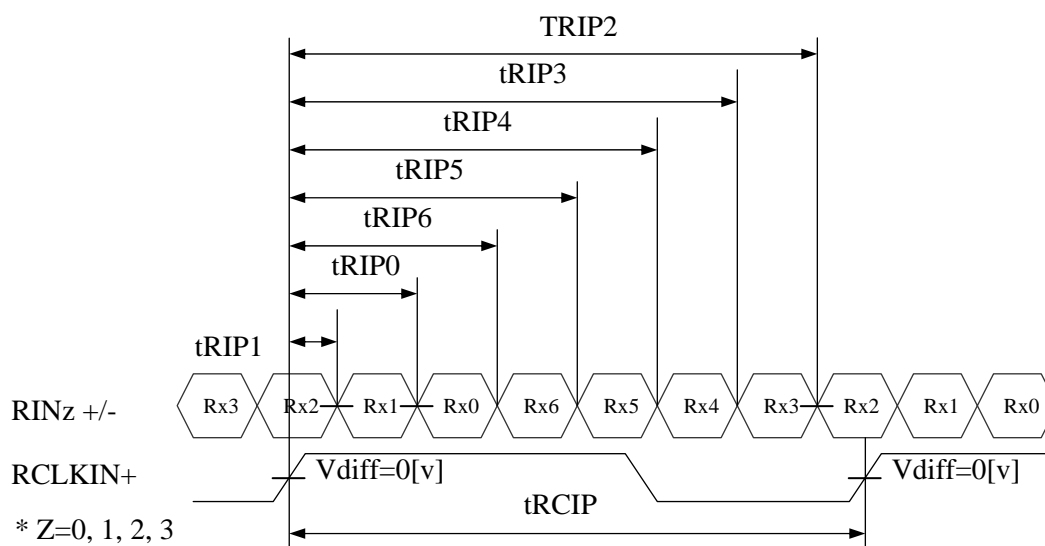 TRIP2
tRIP3
tRIP4
tRIP5
tRIP6
tRIP0
tRIP1
RINz +/- Rx3 Rx2 Rx1 Rx0 Rx6 Rx5 Rx4 Rx3 Rx2 Rx1 Rx0
RCLKIN+ Vdiff=0[v] Vdiff=0[v]
tRCIP
* Z=0, 1, 2, 3